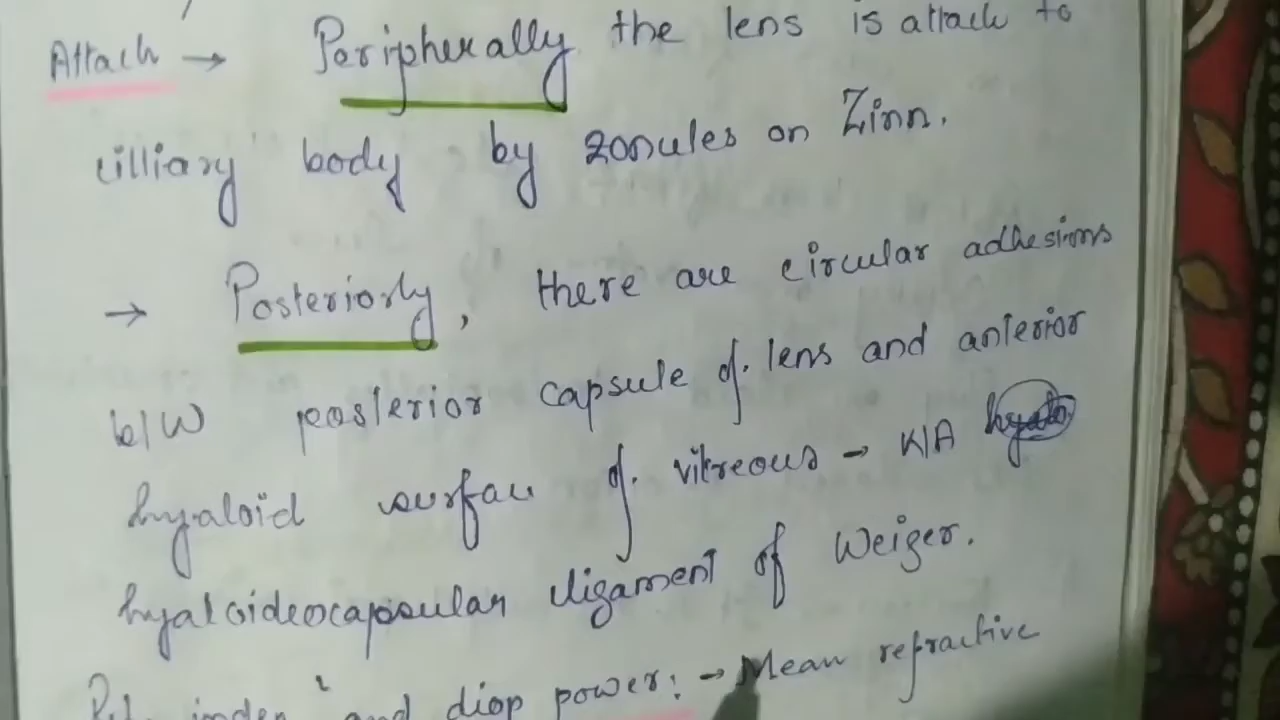 Attach → Peripherally the lens is attach to
cilliary body by zonules on Zinn.
→ Posteriorly, there are circular adhesions
b/w posterior capsule of lens and anterior
hyaloid surface of vitreous → K/A
hyaloideocapsular ligament of Weiger.
index and diop power: → Mean refractive